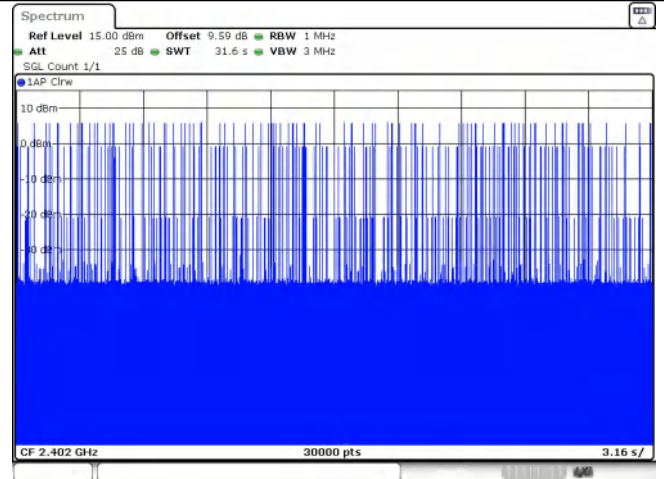 Spectrum
Ref Level 15.00 dBm Offset 9.59 dB RBW 1 MHz
Att 25 dB SWT 31.6 s VBW 3 MHz
SGL Count 1/1
1AP Clrw
10 dBm
0 dBm
-10 dBm
-20 dBm
-30 dBm
CF 2.402 GHz 30000 pts 3.16 s/